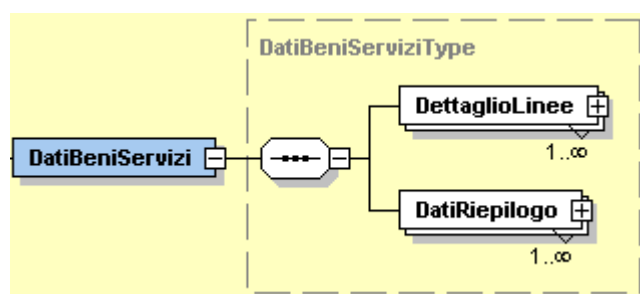 DatiBeniServiziType
DettaglioLinee
1..∞
DatiBeniServizi
DatiRiepilogo
1..∞